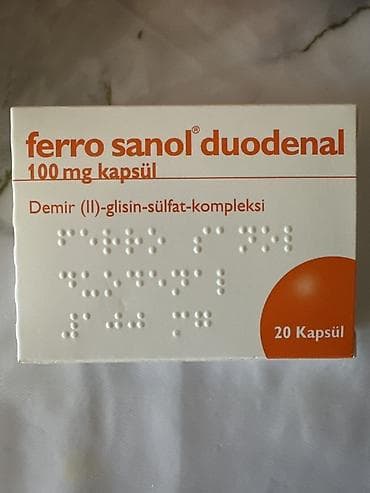 ferro sanol® duodenal
100 mg kapsül
Demir (II)-glisin-sülfat-kompleksi
20 Kapsül